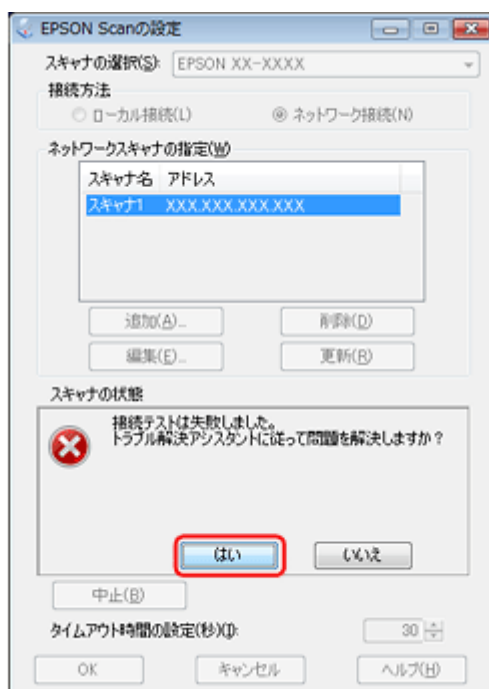 EPSON Scanの設定
スキャナの選択(S): EPSON XX-XXXX
接続方法
ローカル接続(L) ネットワーク接続(N)
ネットワークスキャナの指定(W)
スキャナ名 アドレス
スキャナ1 XXX.XXX.XXX.XXX
追加(A)... 削除(D)
編集(E)... 更新(R)
スキャナの状態
接続テストは失敗しました。
トラブル解決アシスタントに従って問題を解決しますか?
はい いいえ
中止(B)
タイムアウト時間の設定(秒)(I): 30
OK キャンセル ヘルプ(H)